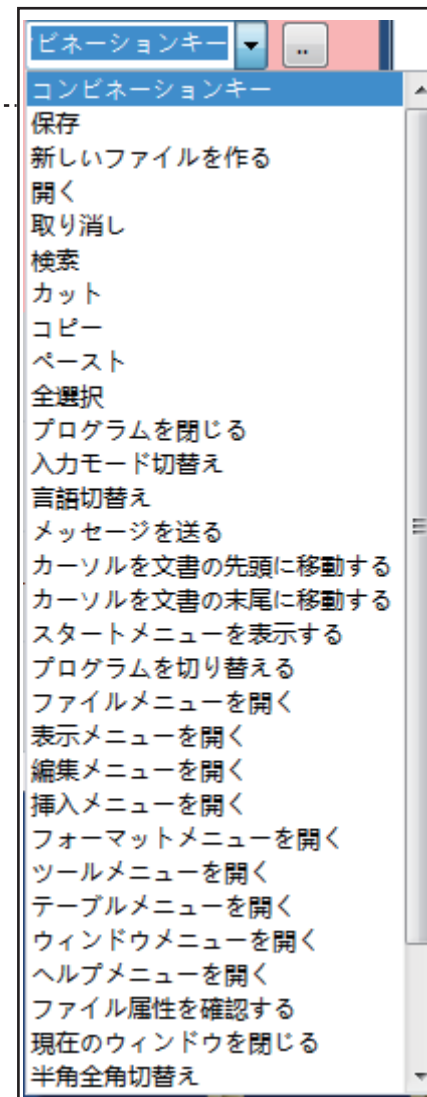 ビネーションキー
..
コンビネーションキー
保存
新しいファイルを作る
開く
取り消し
検索
カット
コピー
ペースト
全選択
プログラムを閉じる
入力モード切替え
言語切替え
メッセージを送る
カーソルを文書の先頭に移動する
カーソルを文書の末尾に移動する
スタートメニューを表示する
プログラムを切り替える
ファイルメニューを開く
表示メニューを開く
編集メニューを開く
挿入メニューを開く
フォーマットメニューを開く
ツールメニューを開く
テーブルメニューを開く
ウィンドウメニューを開く
ヘルプメニューを開く
ファイル属性を確認する
現在のウィンドウを閉じる
半角全角切替え